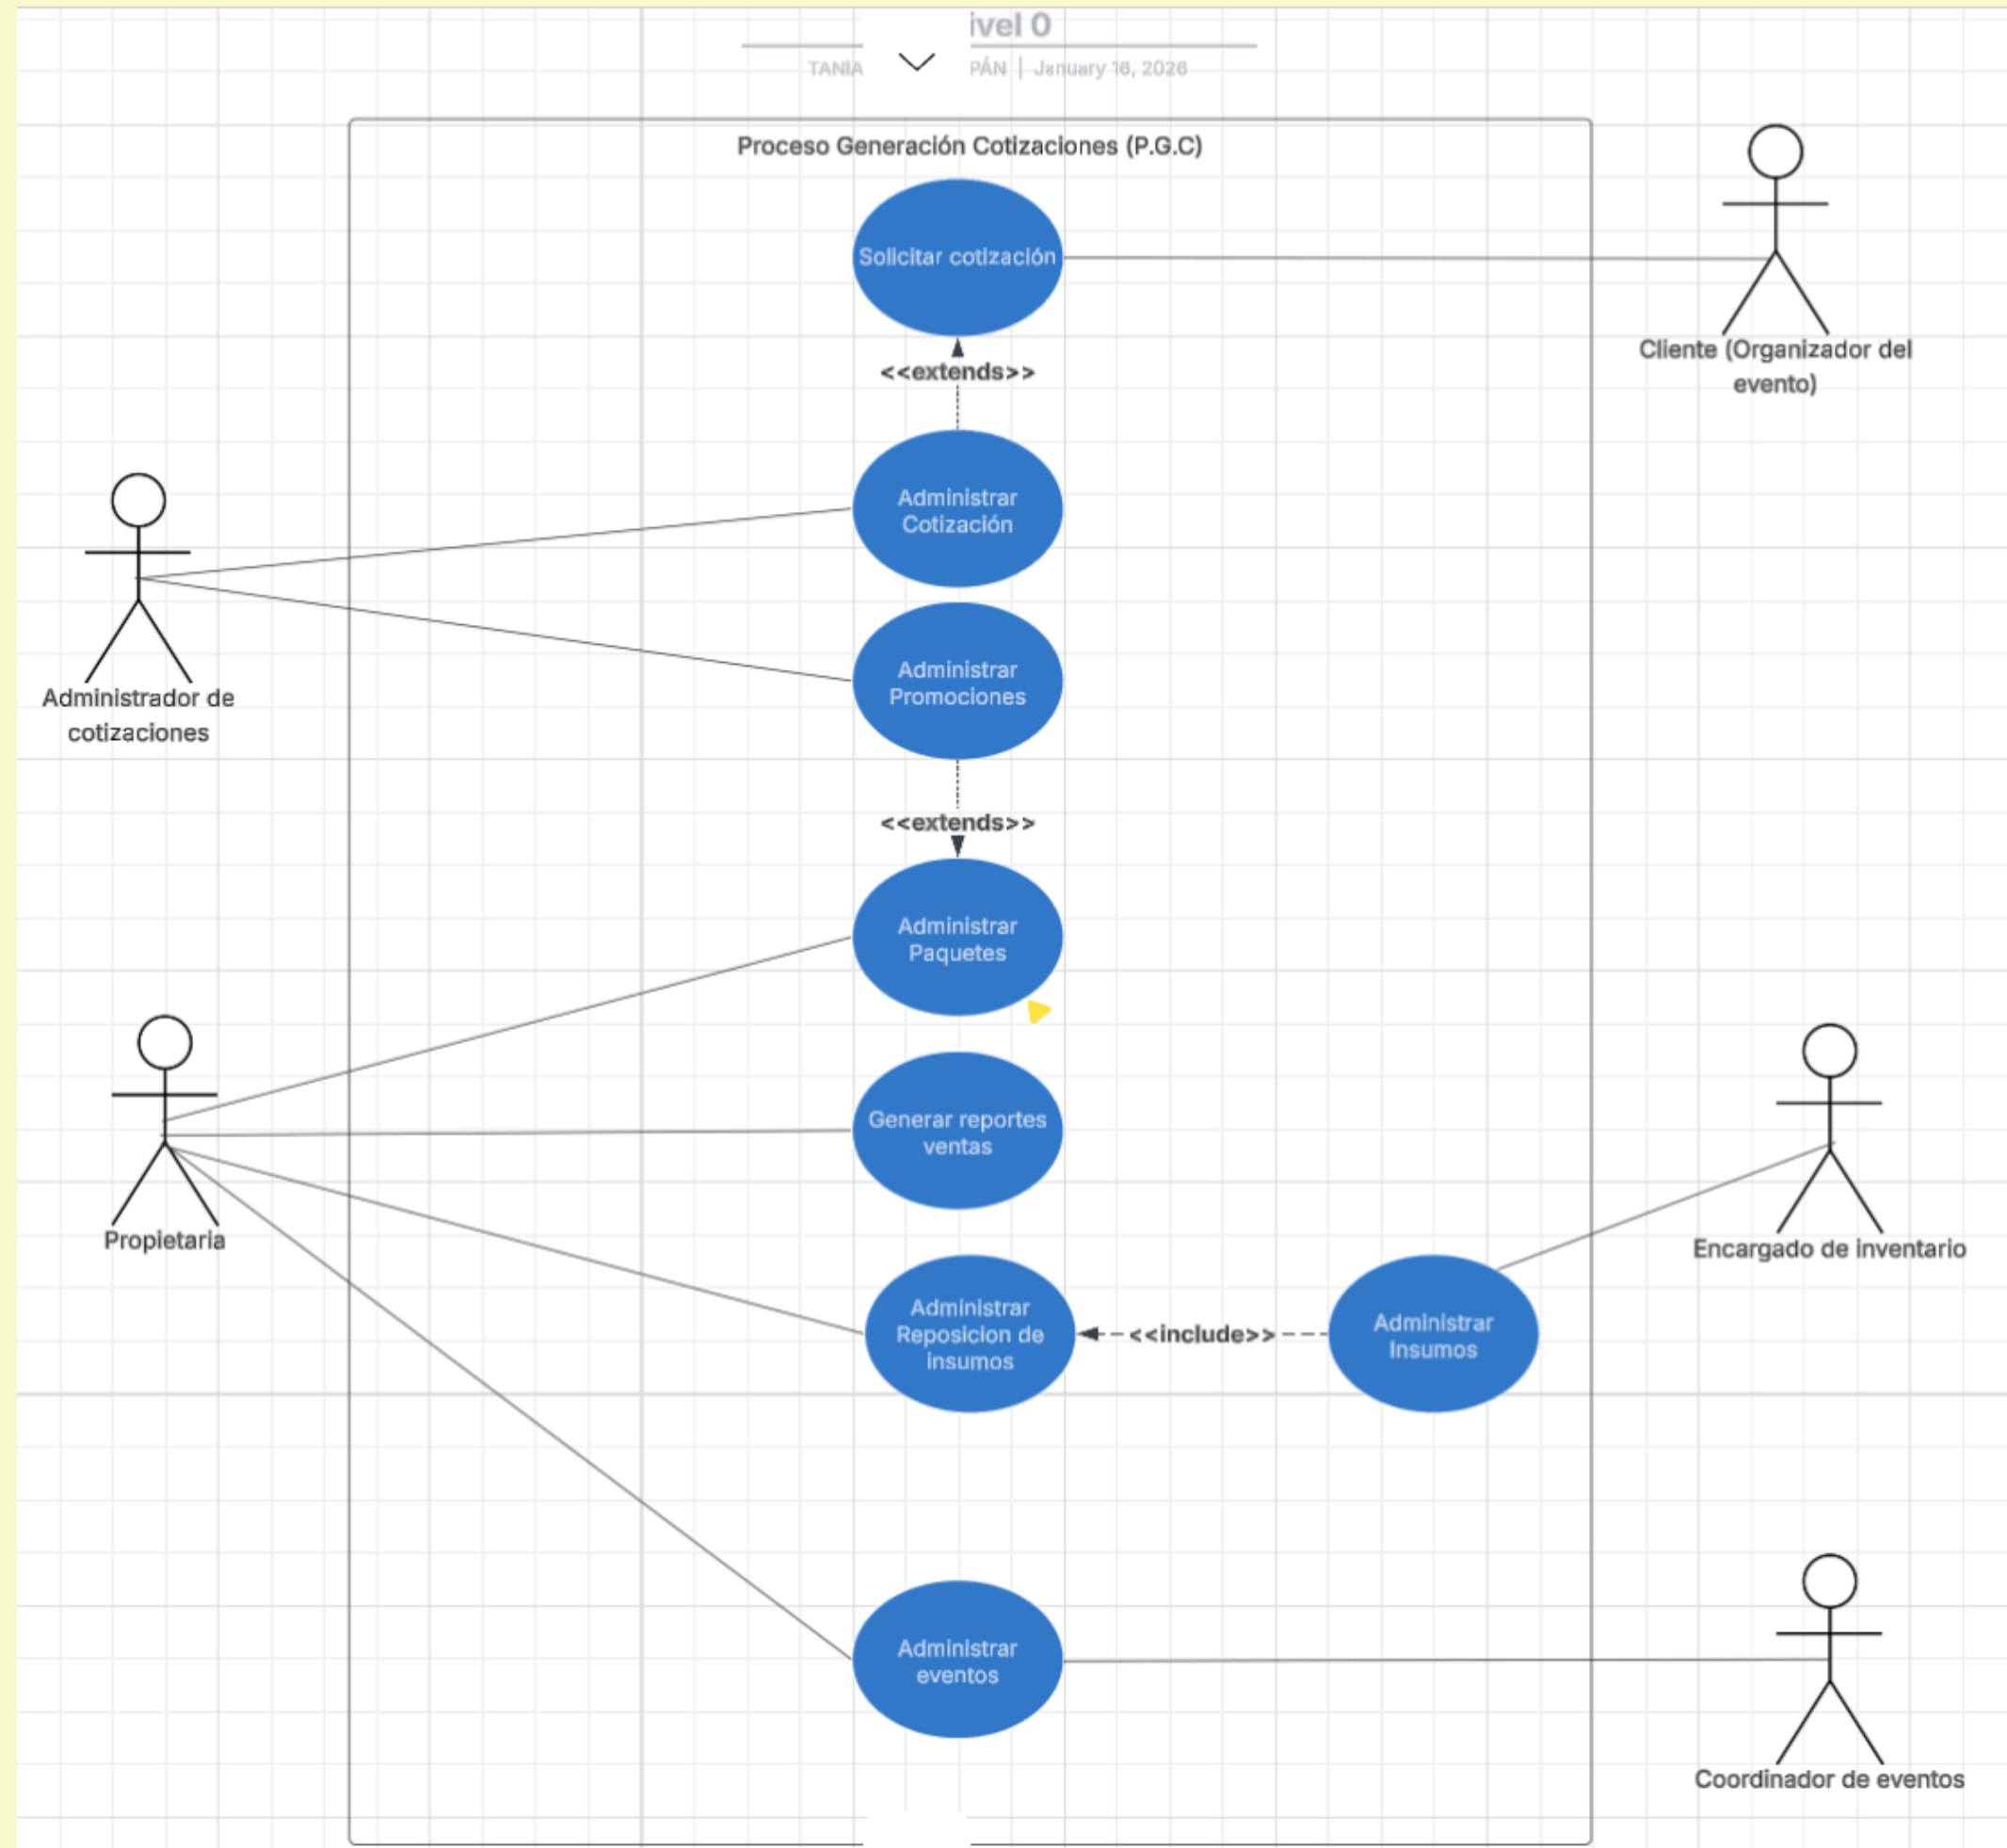 ivel 0
TANIA PÁN | January 16, 2026
Proceso Generación Cotizaciones (P.G.C)
Solicitar cotización
Cliente (Organizador del
evento)
<<extends>>
Administrar
Cotización
Administrador de
cotizaciones
Administrar
Promociones
<<extends>>
Administrar
Paquetes
Generar reportes
ventas
Propietaria
Encargado de inventario
Administrar
Reposicion de
insumos
<<include>>
Administrar
Insumos
Administrar
eventos
Coordinador de eventos